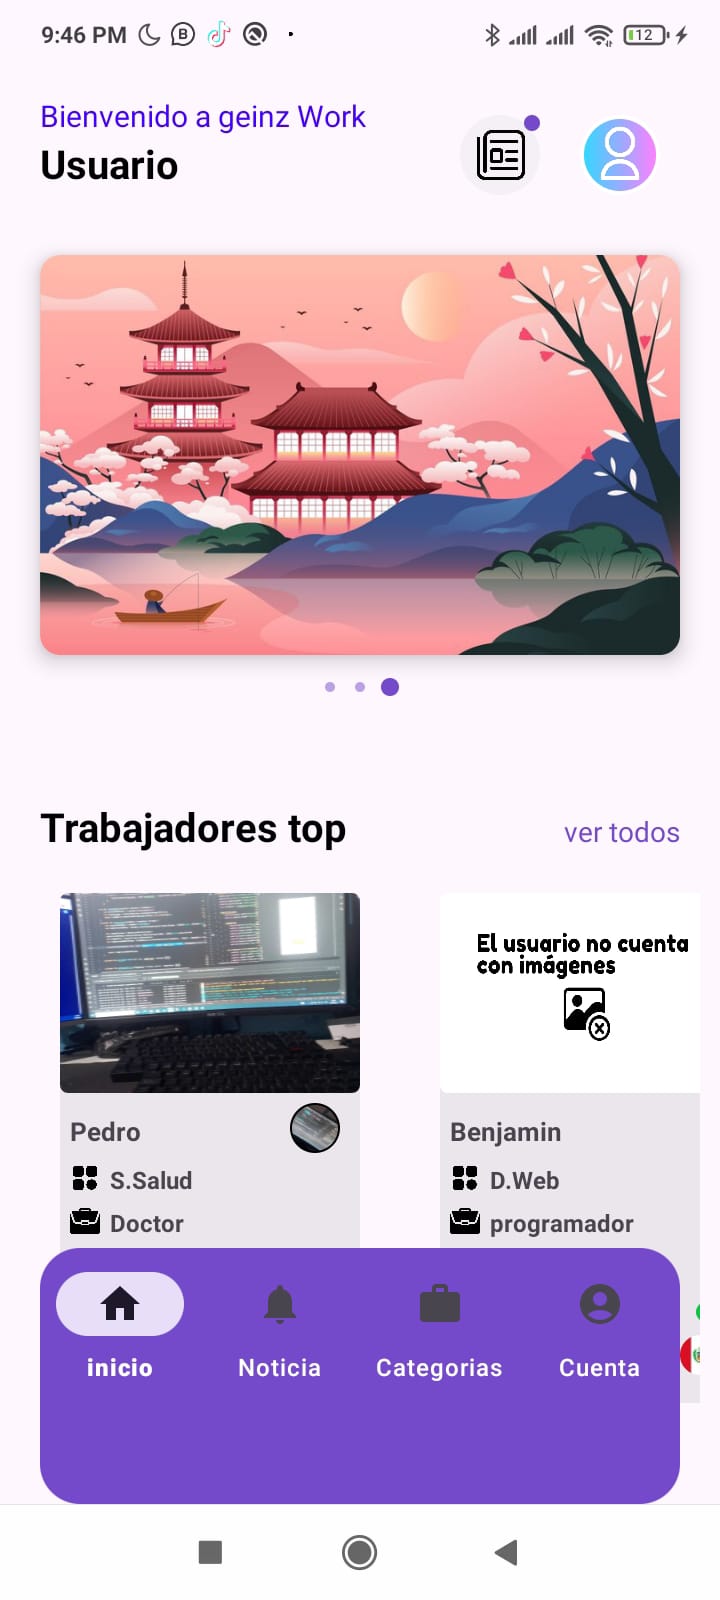 9:46 PM
12
Bienvenido a geinz Work
Usuario
Trabajadores top
ver todos
El usuario no cuenta
con imágenes
Pedro
S.Salud
Doctor
Benjamin
D.Web
programador
inicio
Noticia
Categorias
Cuenta